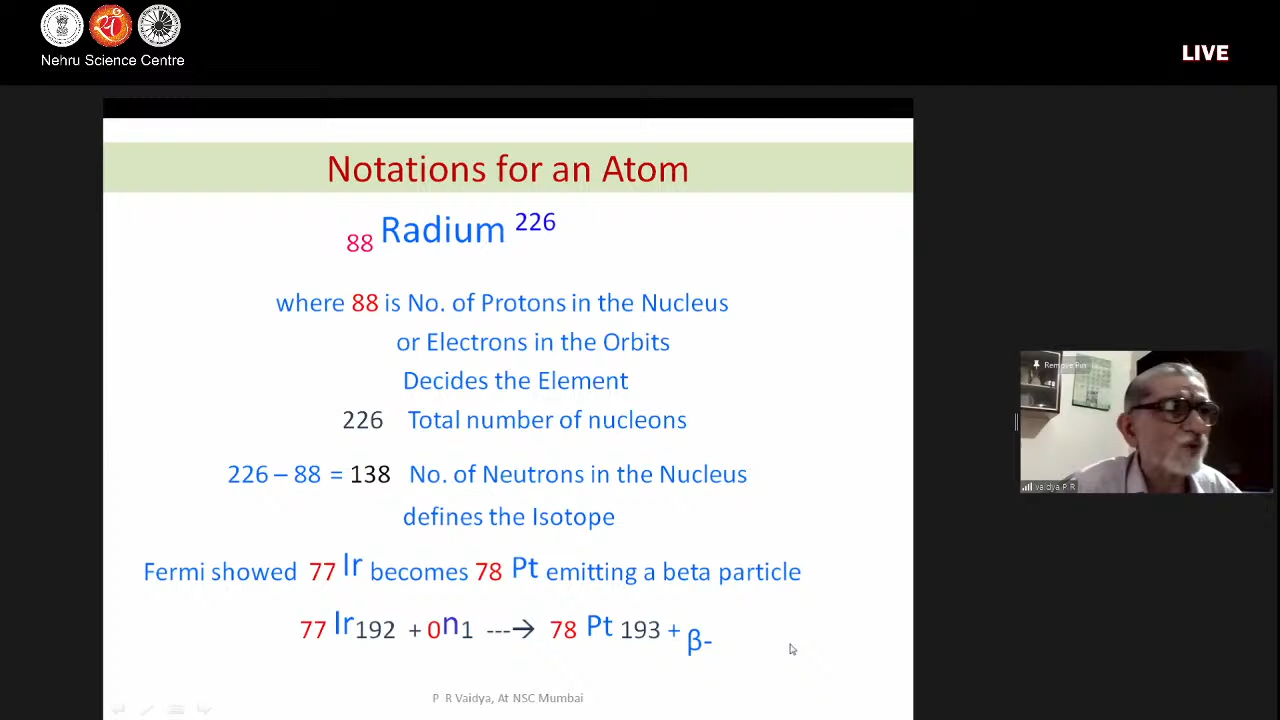 Nehru Science Centre
LIVE
Notations for an Atom
88 Radium 226
where 88 is No. of Protons in the Nucleus
or Electrons in the Orbits
Decides the Element
226 Total number of nucleons
226 – 88 = 138 No. of Neutrons in the Nucleus
defines the Isotope
Fermi showed 77 Ir becomes 78 Pt emitting a beta particle
77 Ir192 + 0n1 ---→ 78 Pt 193 + β-
P R Vaidya, At NSC Mumbai
Remove Pin
vaidya P R